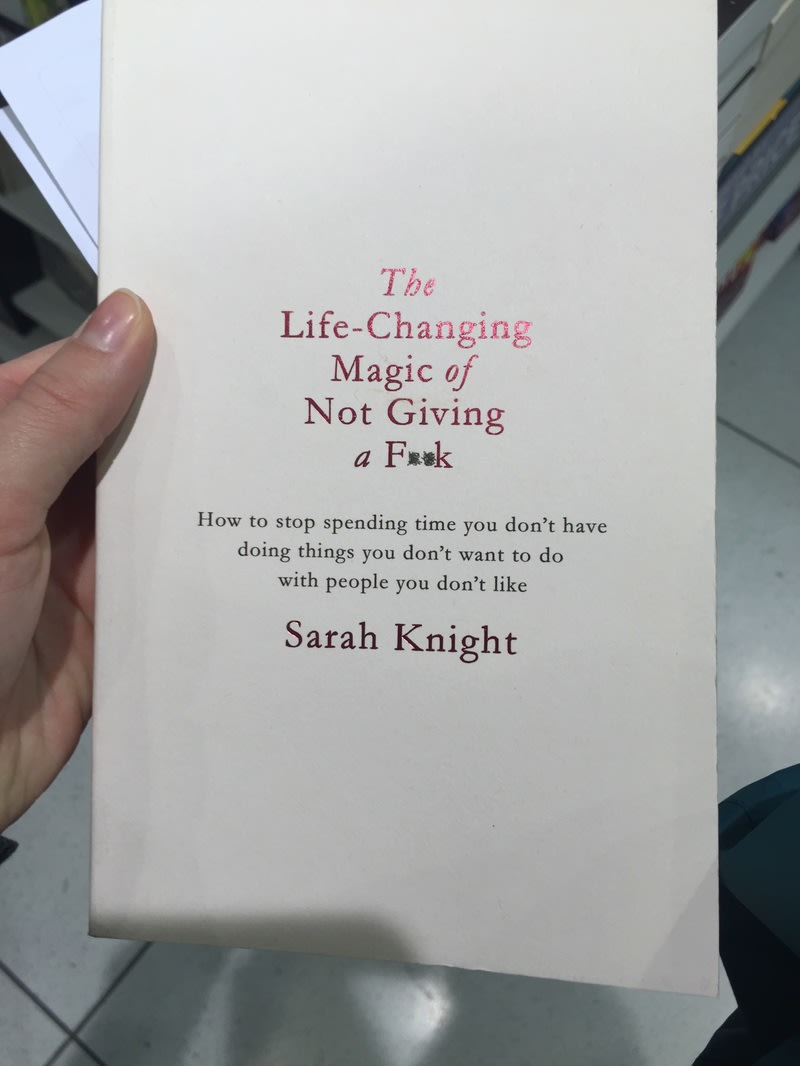 The
Life-Changing
Magic of
Not Giving
a F**k
How to stop spending time you don't have
doing things you don't want to do
with people you don't like
Sarah Knight